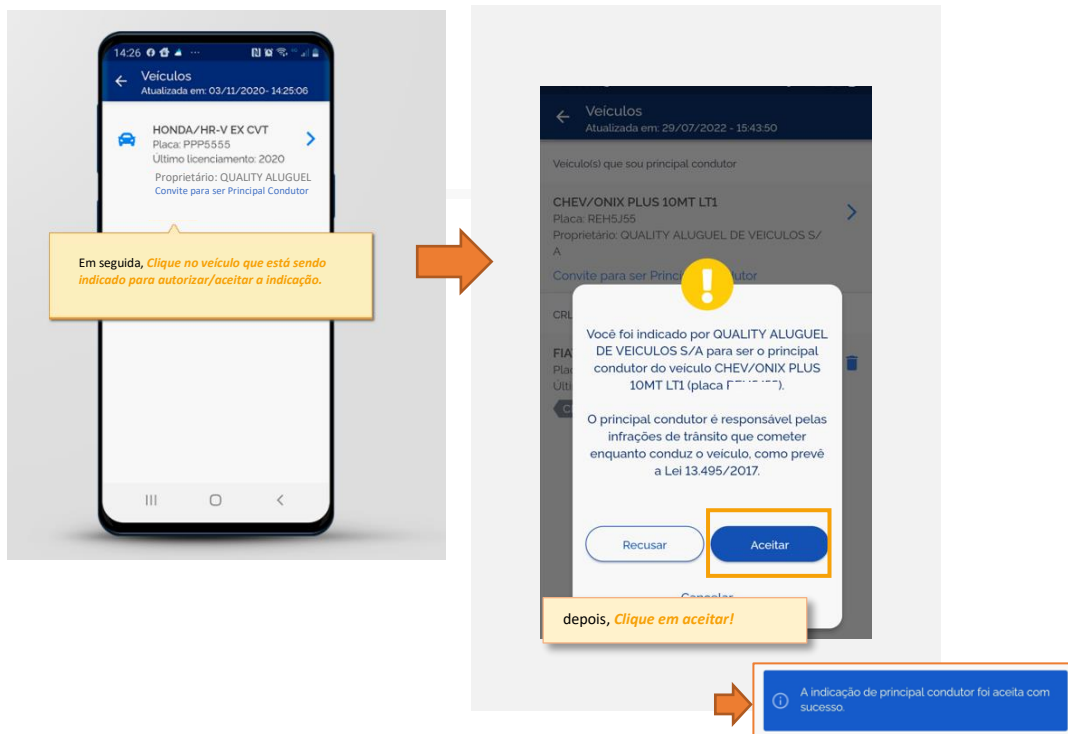 14:26
Veículos
Atualizada em: 03/11/2020- 14:25:06
HONDA/HR-V EX CVT
Placa: PPP5555
Último licenciamento: 2020
Proprietário: QUALITY ALUGUEL
Convite para ser Principal Condutor
Em seguida, Clique no veículo que está sendo
indicado para autorizar/aceitar a indicação.
Veículos
Atualizada em: 29/07/2022 - 15:43:50
Veículo(s) que sou principal condutor
CHEV/ONIX PLUS 10MT LT1
Placa: REH5J55
Proprietário: QUALITY ALUGUEL DE VEICULOS S/
A
Convite para ser
Você foi indicado por QUALITY ALUGUEL
DE VEICULOS S/A para ser o principal
condutor do veículo CHEV/ONIX PLUS
10MT LT1 (placa
O principal condutor é responsável pelas
infrações de trânsito que cometer
enquanto conduz o veículo, como prevê
a Lei 13.495/2017.
Recusar
Aceitar
Cancelar
depois, Clique em aceitar!
A indicação de principal condutor foi aceita com
sucesso.